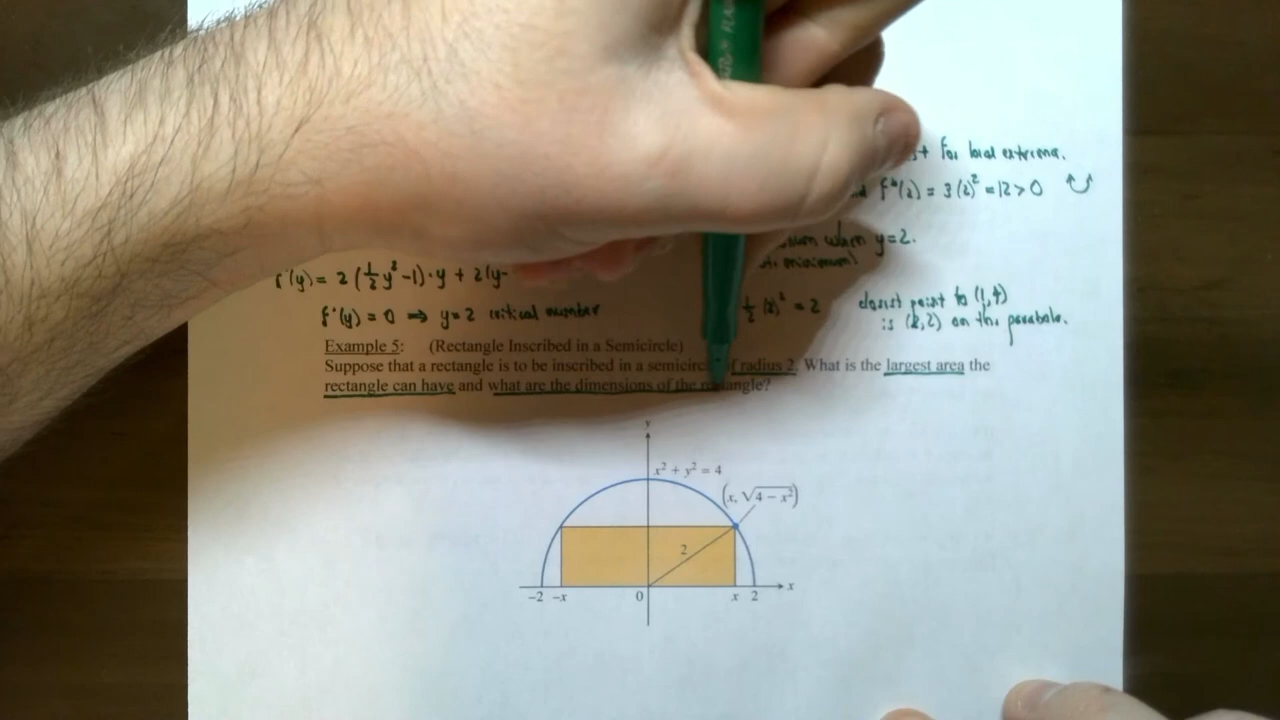 for local extrema.
f"(2) = 3(2)² = 12 > 0
when y=2.
minimum)
f'(y) = 2(½y² -1)·y + 2(y-
f'(y) = 0 ⇒ y=2 critical number
½(2)² = 2
closest point to (1,4)
is (2,2) on the parabola.
Example 5: (Rectangle Inscribed in a Semicircle)
Suppose that a rectangle is to be inscribed in a of radius 2. What is the largest area the
rectangle can have and what are the dimensions of the
y
x² + y² = 4
(x, √4 − x²)
2
−2 −x 0 x 2 x